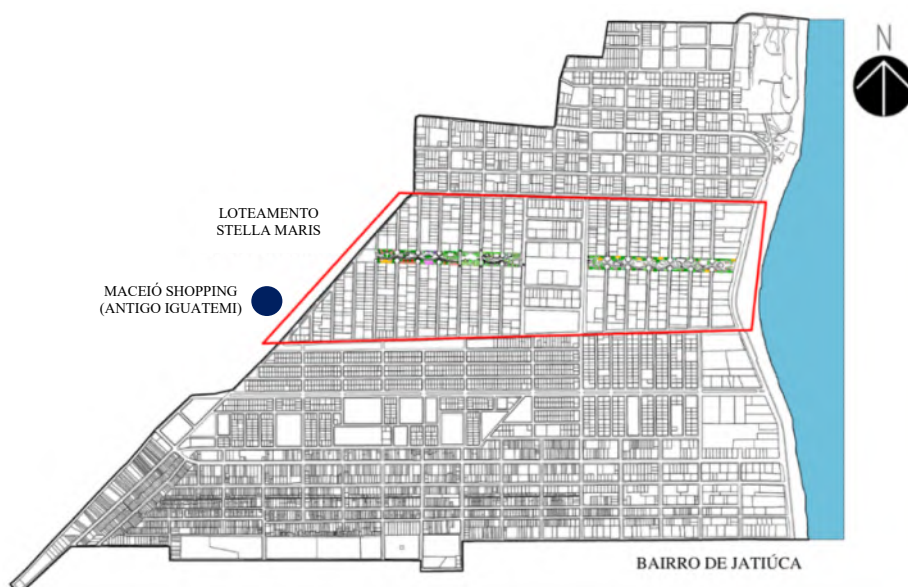 N
LOTEAMENTO
STELLA MARIS
MACEIÓ SHOPPING
(ANTIGO IGUATEMI)
BAIRRO DE JATIÚCA